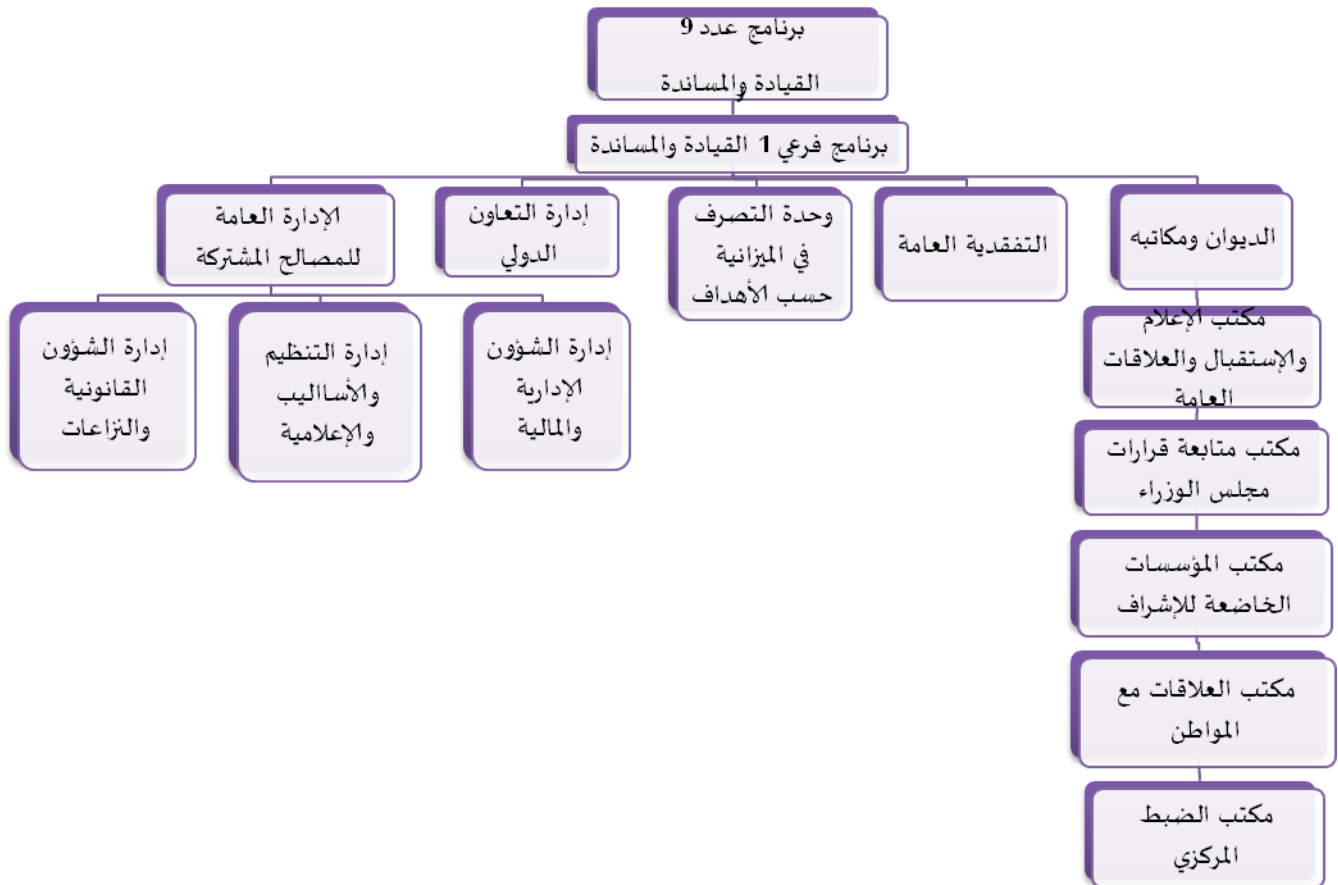 برنامج عدد 9
القيادة والمساندة
برنامج فرعي 1 القيادة والمساندة
الديوان ومكاتبه
التفقدية العامة
وحدة التصرف
في الميزانية
حسب الأهداف
إدارة التعاون
الدولي
الإدارة العامة
للمصالح المشتركة
مكتب الإعلام
والإستقبال والعلاقات
العامة
مكتب متابعة قرارات
مجلس الوزراء
مكتب المؤسسات
الخاضعة للإشراف
مكتب العلاقات مع
المواطن
مكتب الضبط
المركزي
إدارة الشؤون
الإدارية
والمالية
إدارة التنظيم
والأسااليب
والإعلامية
إدارة الشؤون
القانونية
والنزاعات